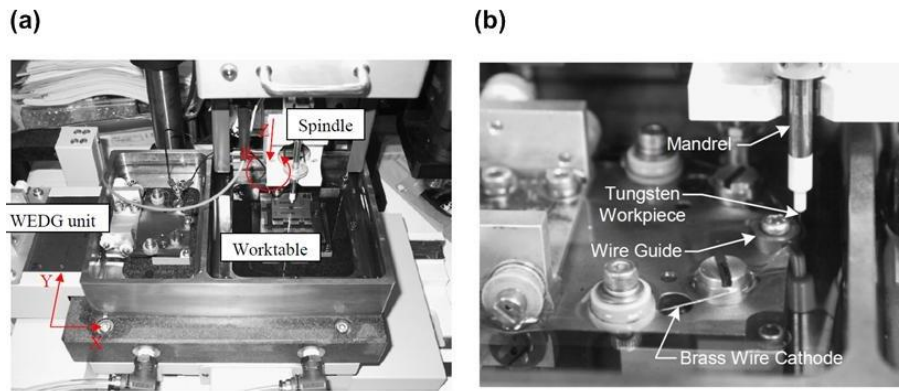 (a)
(b)
Z
Spindle
WEDG unit
Worktable
Y
X
Mandrel
Tungsten
Workpiece
Wire Guide
Brass Wire Cathode